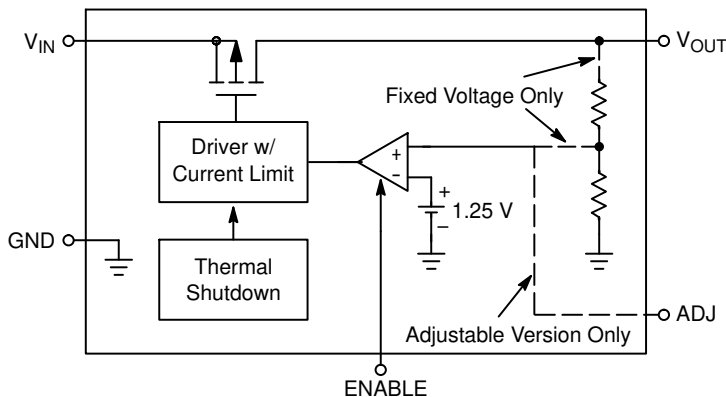 V_IN
V_OUT
Fixed Voltage Only
Driver w/
Current Limit
+
−
+
1.25 V
−
GND
Thermal
Shutdown
ADJ
Adjustable Version Only
ENABLE